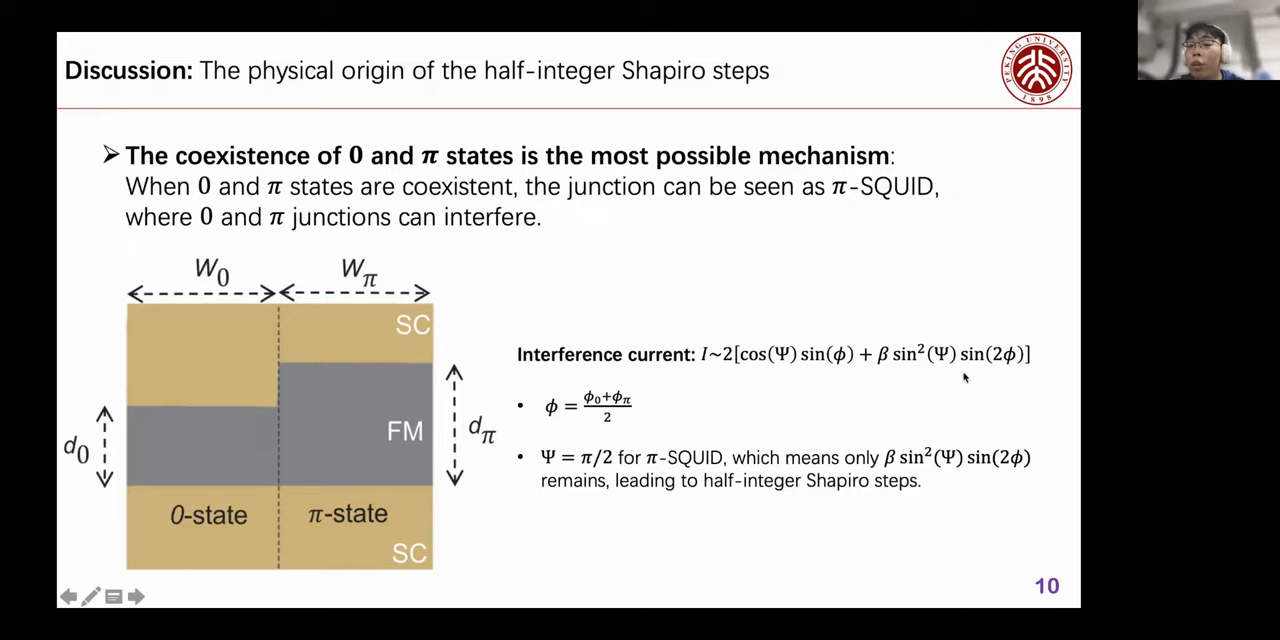 Discussion: The physical origin of the half-integer Shapiro steps
PEKING UNIVERSITY
1898
➢ The coexistence of 0 and π states is the most possible mechanism:
When 0 and π states are coexistent, the junction can be seen as π-SQUID,
where 0 and π junctions can interfere.
W₀
W_π
SC
d₀
FM
d_π
0-state
π-state
SC
Interference current: I~2[cos(Ψ) sin(ϕ) + β sin²(Ψ) sin(2ϕ)]
• ϕ = (ϕ₀+ϕ_π)/2
• Ψ = π/2 for π-SQUID, which means only β sin²(Ψ) sin(2ϕ)
remains, leading to half-integer Shapiro steps.
10